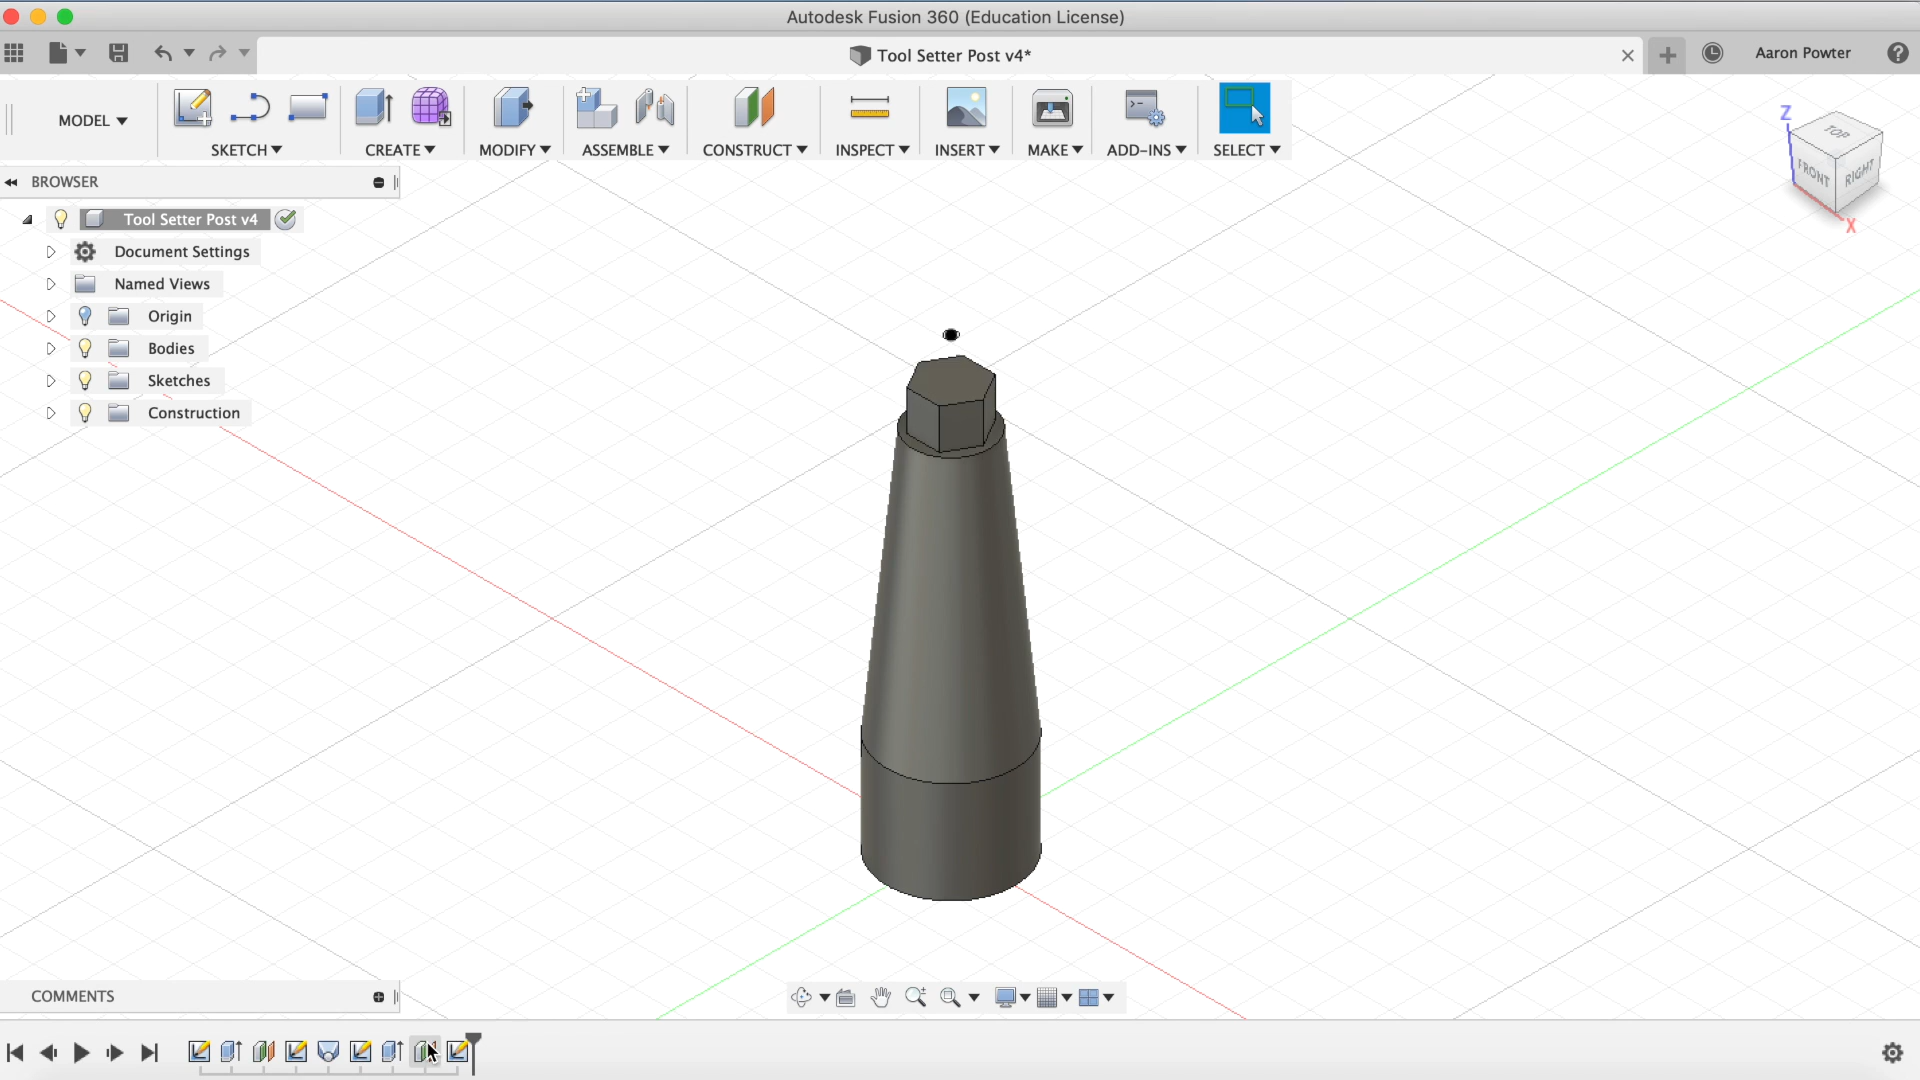 Autodesk Fusion 360 (Education License)
Tool Setter Post v4*
Aaron Powter
MODEL
SKETCH
CREATE
MODIFY
ASSEMBLE
CONSTRUCT
INSPECT
INSERT
MAKE
ADD-INS
SELECT
Z
TOP
FRONT
RIGHT
X
BROWSER
Tool Setter Post v4
Document Settings
Named Views
Origin
Bodies
Sketches
Construction
COMMENTS